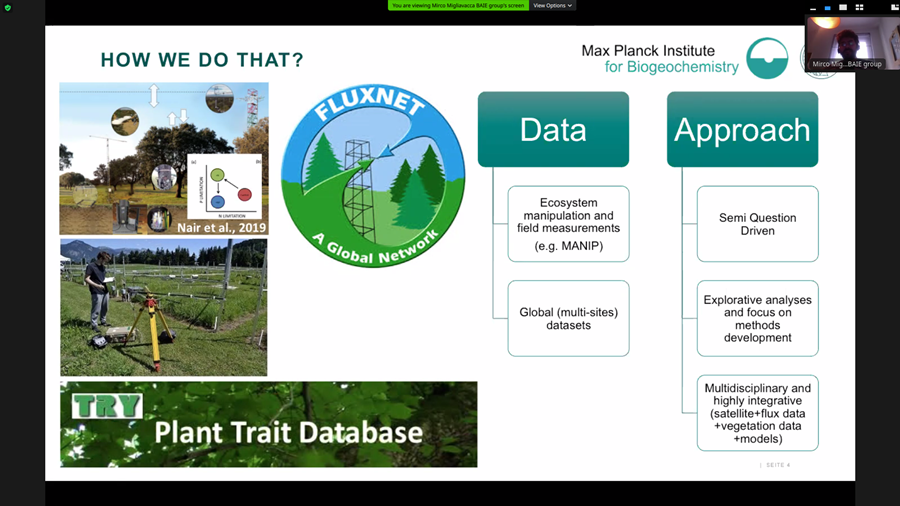 You are viewing Mirco Migliavacca BAIE group's screen
View Options
HOW WE DO THAT?
Max Planck Institute
for Biogeochemistry
Mirco Mig...BAIE group
(a)
(b)
P LIMITATION
N LIMITATION
Nair et al., 2019
FLUXNET
A Global Network
TRY
Plant Trait Database
Data
Ecosystem
manipulation and
field measurements
(e.g. MANIP)
Global (multi-sites)
datasets
Approach
Semi Question
Driven
Explorative analyses
and focus on
methods
development
Multidisciplinary and
highly integrative
(satellite+flux data
+vegetation data
+models)
| SEITE 4